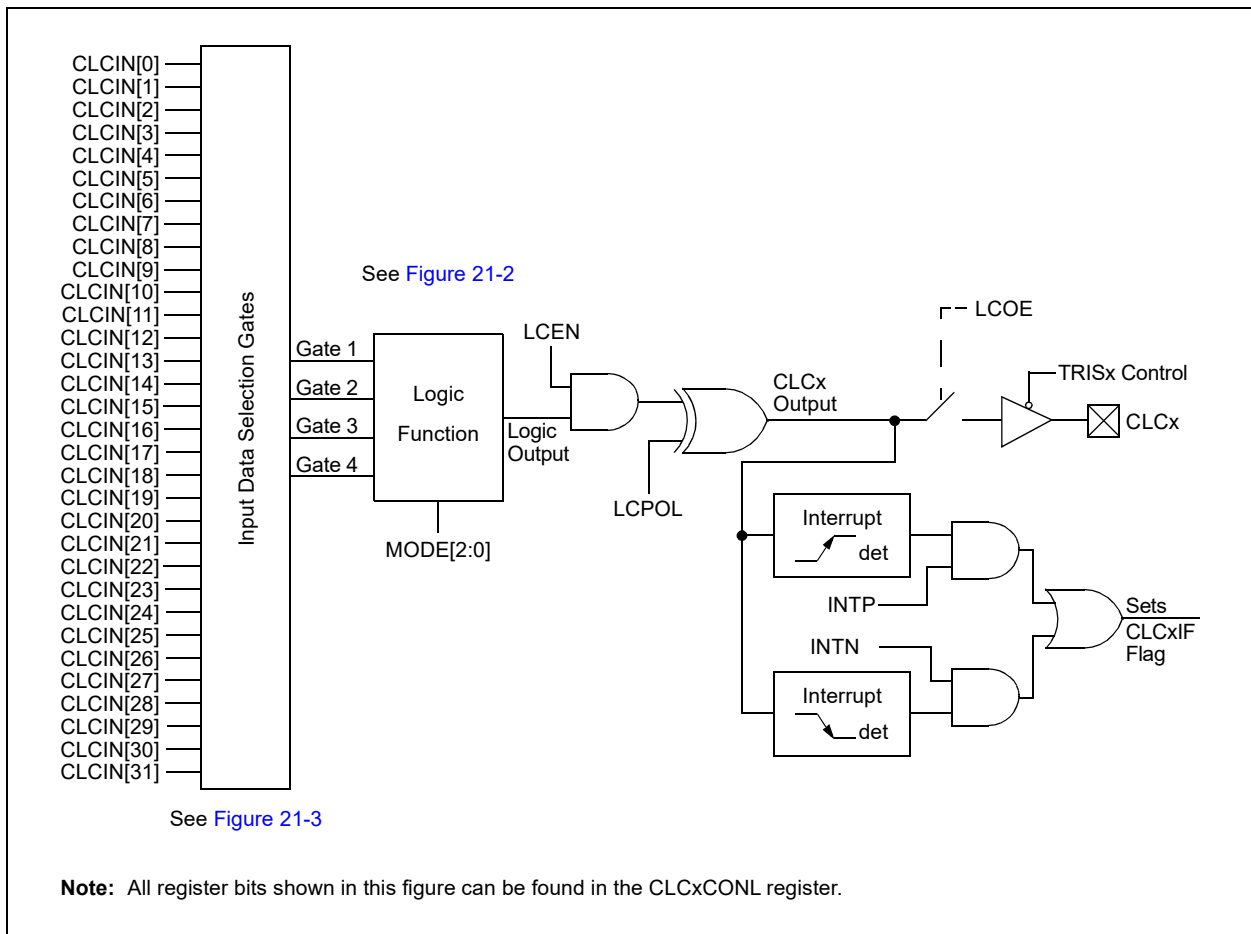 CLCIN[0]
CLCIN[1]
CLCIN[2]
CLCIN[3]
CLCIN[4]
CLCIN[5]
CLCIN[6]
CLCIN[7]
CLCIN[8]
CLCIN[9]
CLCIN[10]
CLCIN[11]
CLCIN[12]
CLCIN[13]
CLCIN[14]
CLCIN[15]
CLCIN[16]
CLCIN[17]
CLCIN[18]
CLCIN[19]
CLCIN[20]
CLCIN[21]
CLCIN[22]
CLCIN[23]
CLCIN[24]
CLCIN[25]
CLCIN[26]
CLCIN[27]
CLCIN[28]
CLCIN[29]
CLCIN[30]
CLCIN[31]
Input Data Selection Gates
See Figure 21-3
See Figure 21-2
Gate 1
Gate 2
Gate 3
Gate 4
Logic
Function
MODE[2:0]
Logic
Output
LCEN
LCPOL
CLCx
Output
LCOE
TRISx Control
CLCx
Interrupt
det
INTP
INTN
Interrupt
det
Sets
CLCxIF
Flag
Note: All register bits shown in this figure can be found in the CLCxCONL register.